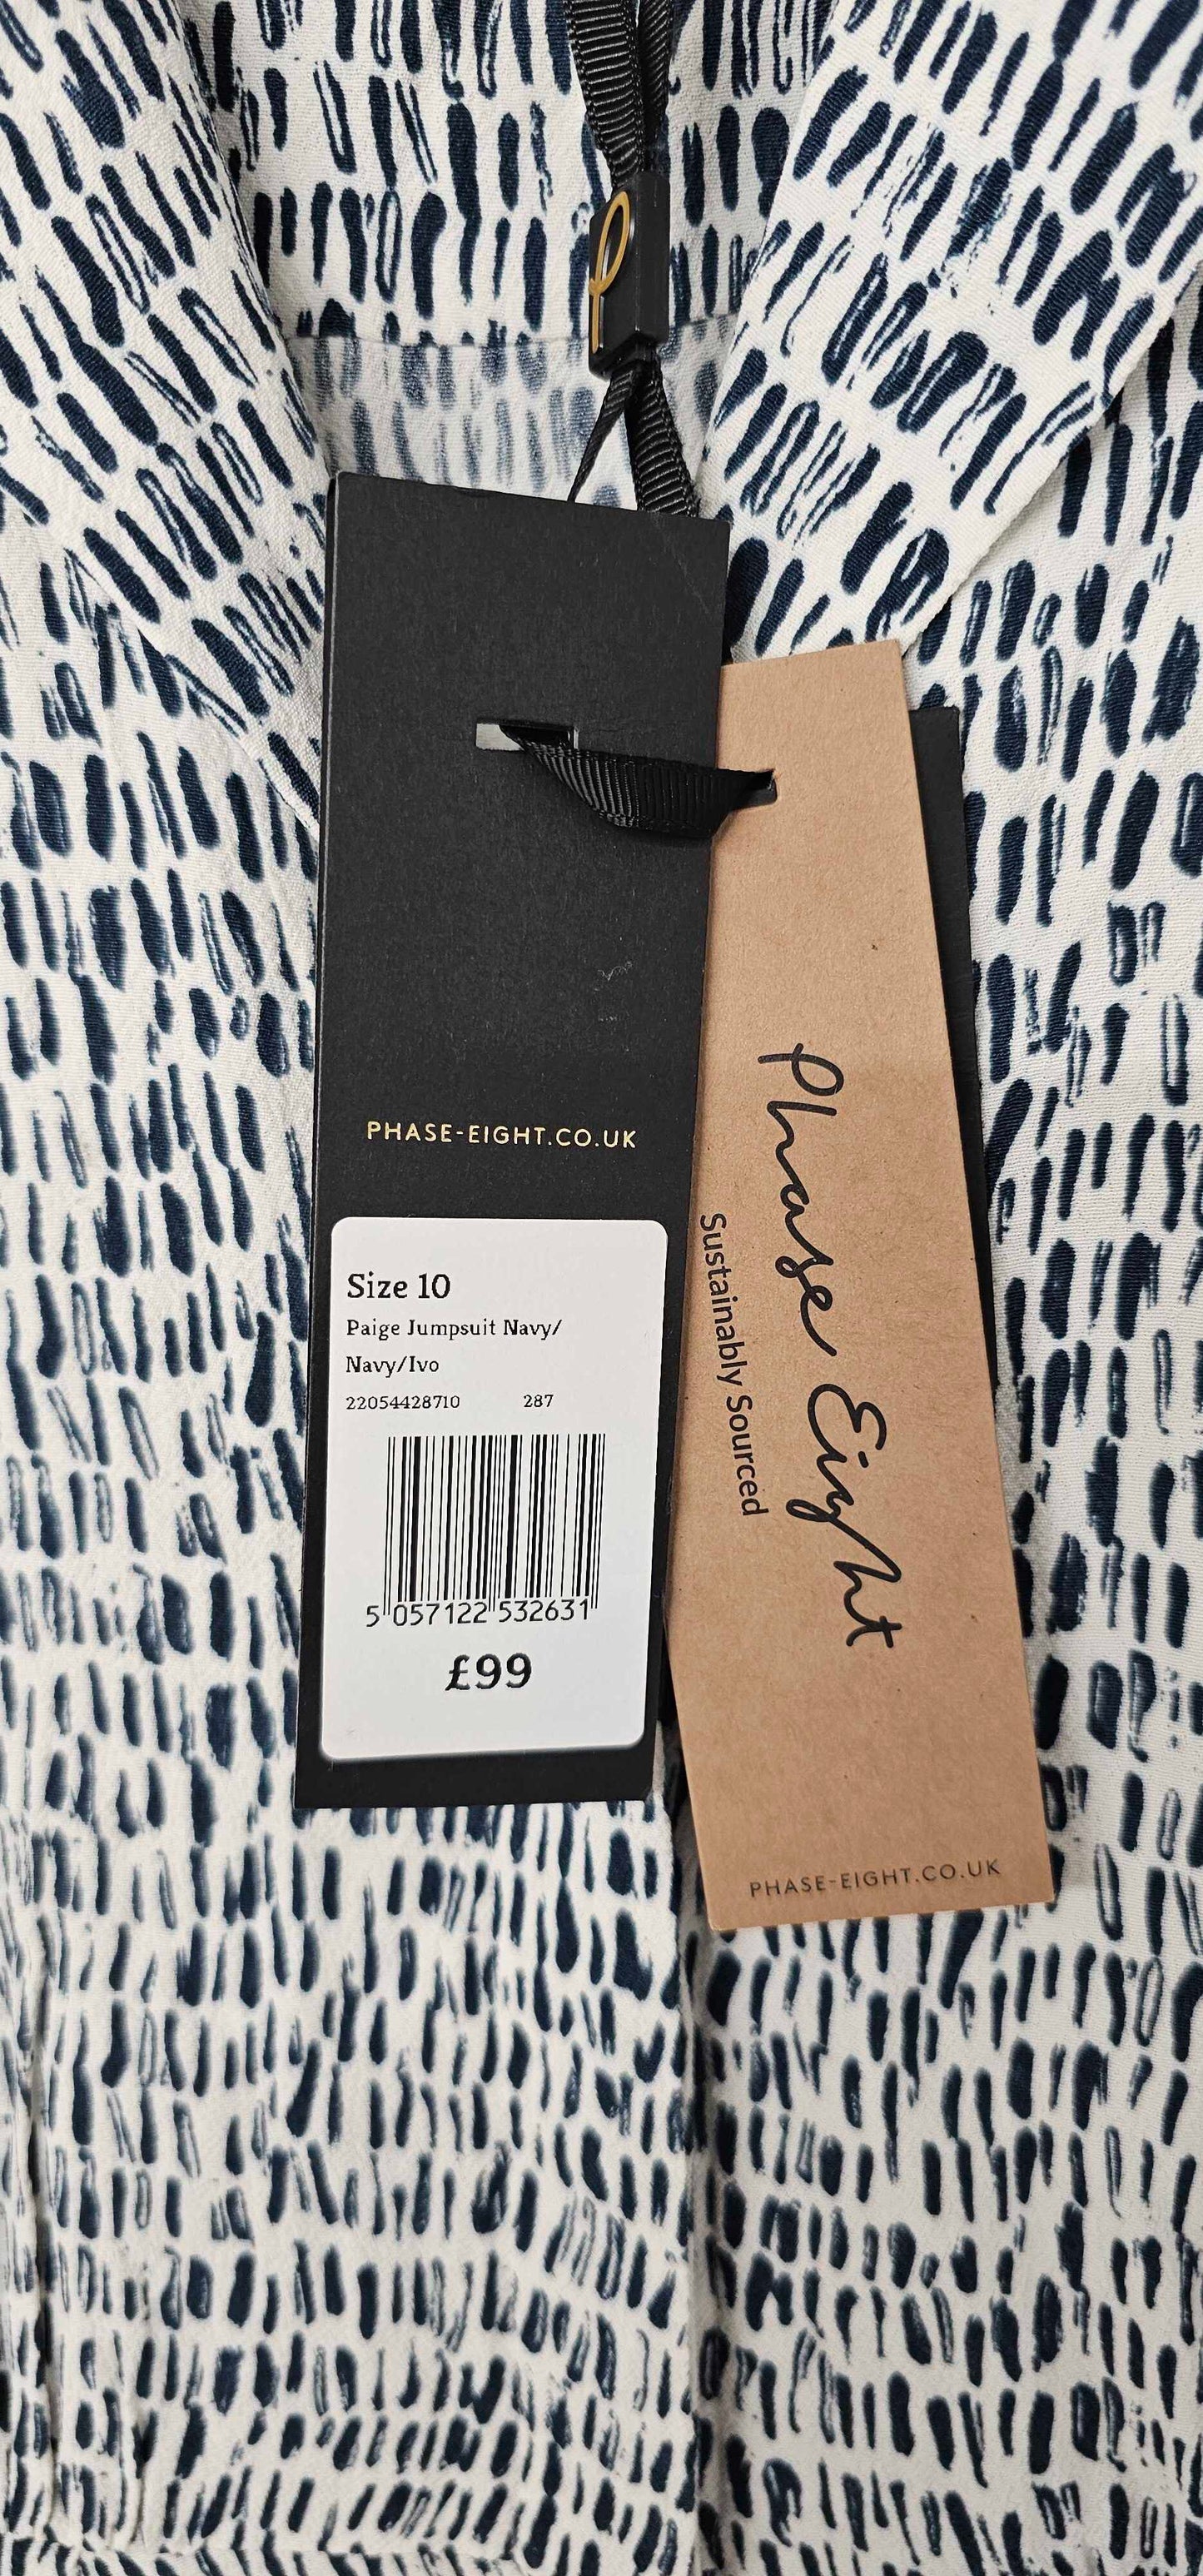 PHASE-EIGHT.CO.UK
Size 10
Paige Jumpsuit Navy/
Navy/Ivo
22054428710 287
5 057122 532631
£99
Phase Eight
Sustainably Sourced
PHASE-EIGHT.CO.UK